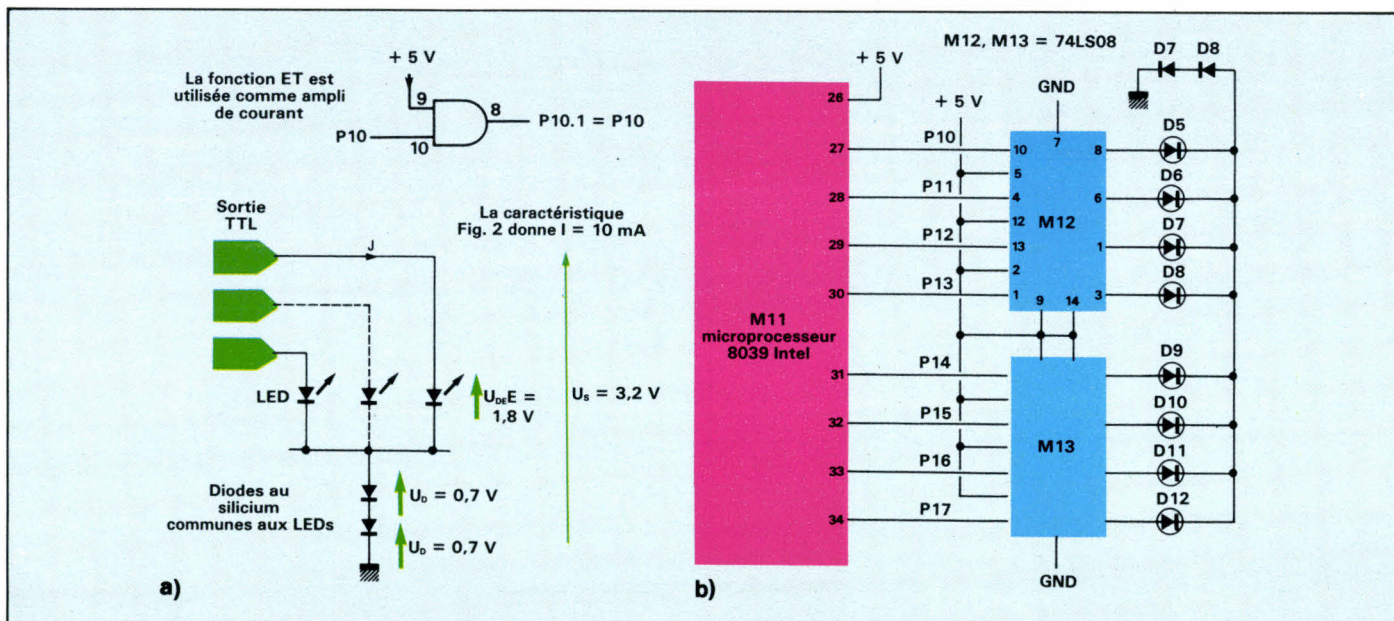 La fonction ET est
utilisée comme ampli
de courant
+ 5 V
9
8
P10
10
P10.1 = P10
Sortie
TTL
J
La caractéristique
Fig. 2 donne I = 10 mA
LED
UDEE =
1,8 V
US = 3,2 V
Diodes au
silicium
communes aux LEDs
UD = 0,7 V
UD = 0,7 V
a)
M12, M13 = 74LS08
+ 5 V
D7 D8
26
+ 5 V
GND
7
27
P10
10
8
D5
5
28
P11
4
6
D6
12
M12
29
P12
13
1
D7
2
30
P13
1
3
D8
9 14
M11
microprocesseur
8039 Intel
31
P14
D9
32
P15
D10
M13
33
P16
D11
34
P17
D12
GND
b)